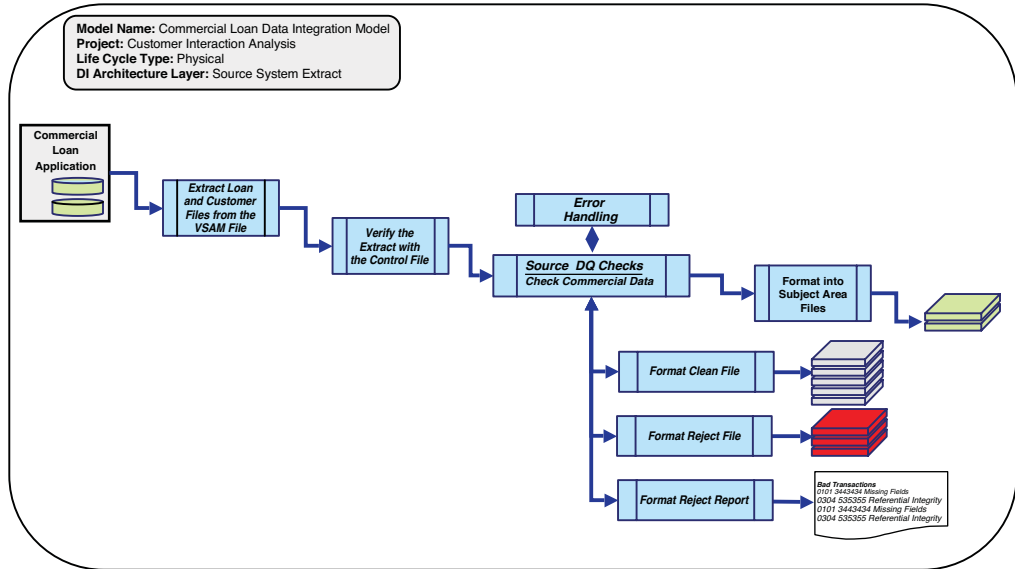 Model Name: Commercial Loan Data Integration Model
Project: Customer Interaction Analysis
Life Cycle Type: Physical
DI Architecture Layer: Source System Extract
Commercial
Loan
Application
Extract Loan
and Customer
Files from the
VSAM File
Verify the
Extract with
the Control File
Error
Handling
Source DQ Checks
Check Commercial Data
Format into
Subject Area
Files
Format Clean File
Format Reject File
Format Reject Report
Bad Transactions
0101 3443434 Missing Fields
0304 535355 Referential Integrity
0101 3443434 Missing Fields
0304 535355 Referential Integrity